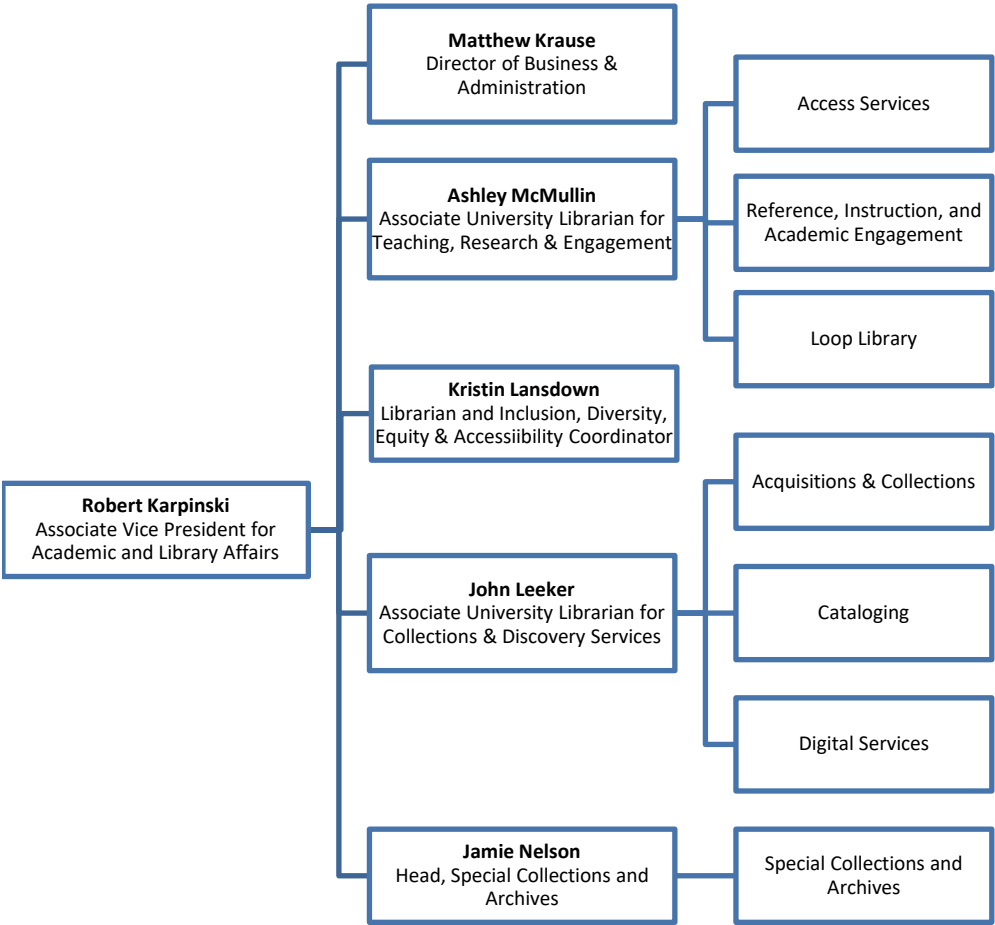 Matthew Krause
Director of Business &
Administration
Access Services
Ashley McMullin
Associate University Librarian for
Teaching, Research & Engagement
Reference, Instruction, and
Academic Engagement
Loop Library
Kristin Lansdown
Librarian and Inclusion, Diversity,
Equity & Accessiibility Coordinator
Robert Karpinski
Associate Vice President for
Academic and Library Affairs
Acquisitions & Collections
John Leeker
Associate University Librarian for
Collections & Discovery Services
Cataloging
Digital Services
Jamie Nelson
Head, Special Collections and
Archives
Special Collections and
Archives